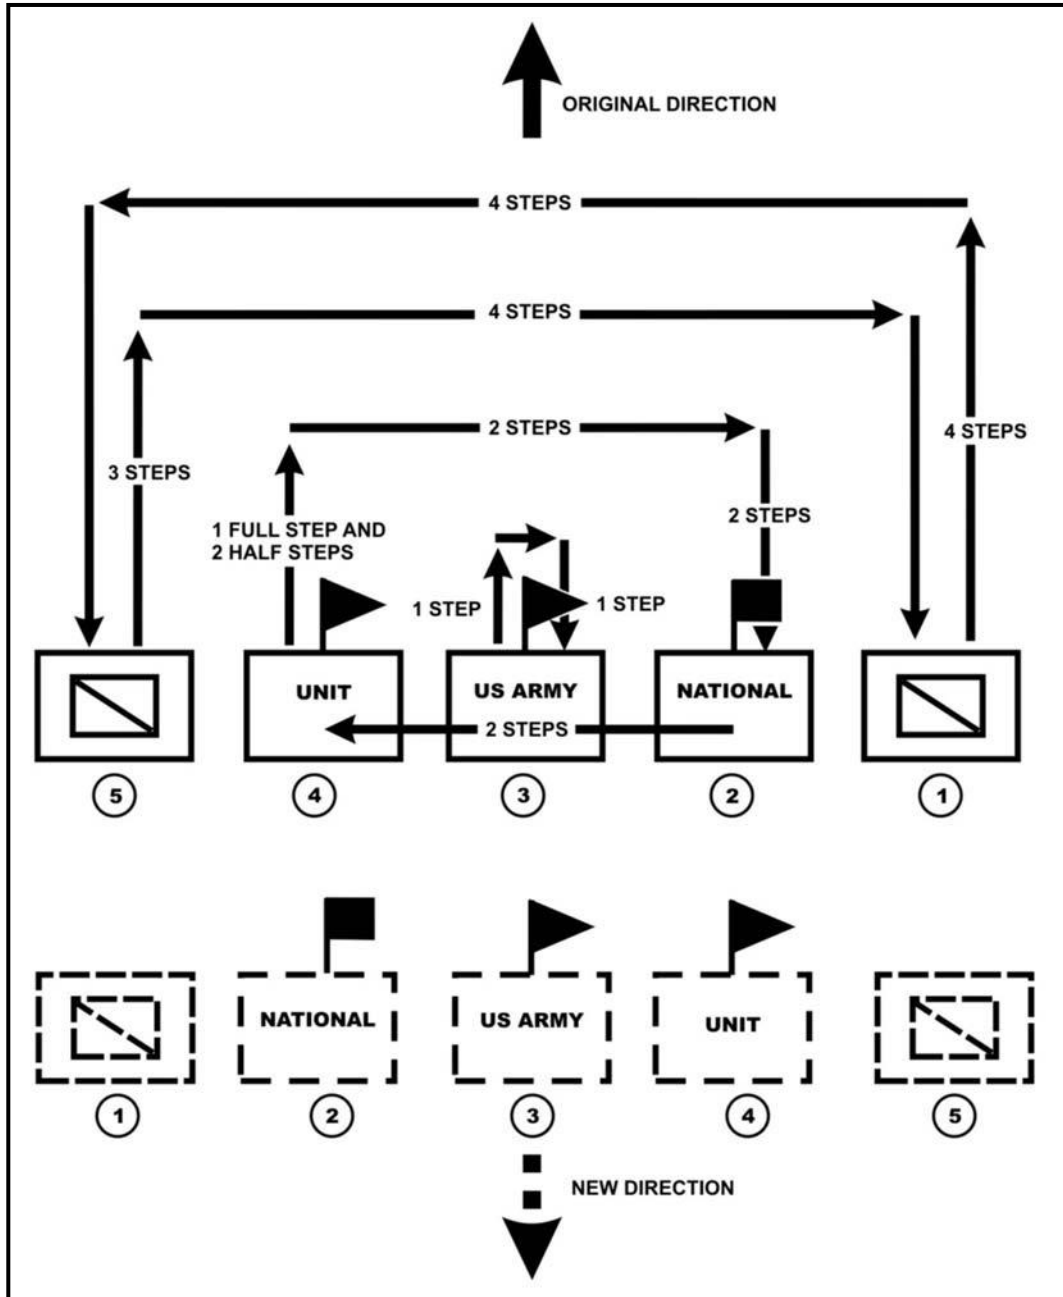 ORIGINAL DIRECTION
4 STEPS
4 STEPS
2 STEPS
4 STEPS
3 STEPS
1 FULL STEP AND
2 HALF STEPS
2 STEPS
1 STEP
1 STEP
UNIT
US ARMY
NATIONAL
2 STEPS
5
4
3
2
1
NATIONAL
US ARMY
UNIT
1
2
3
4
5
NEW DIRECTION